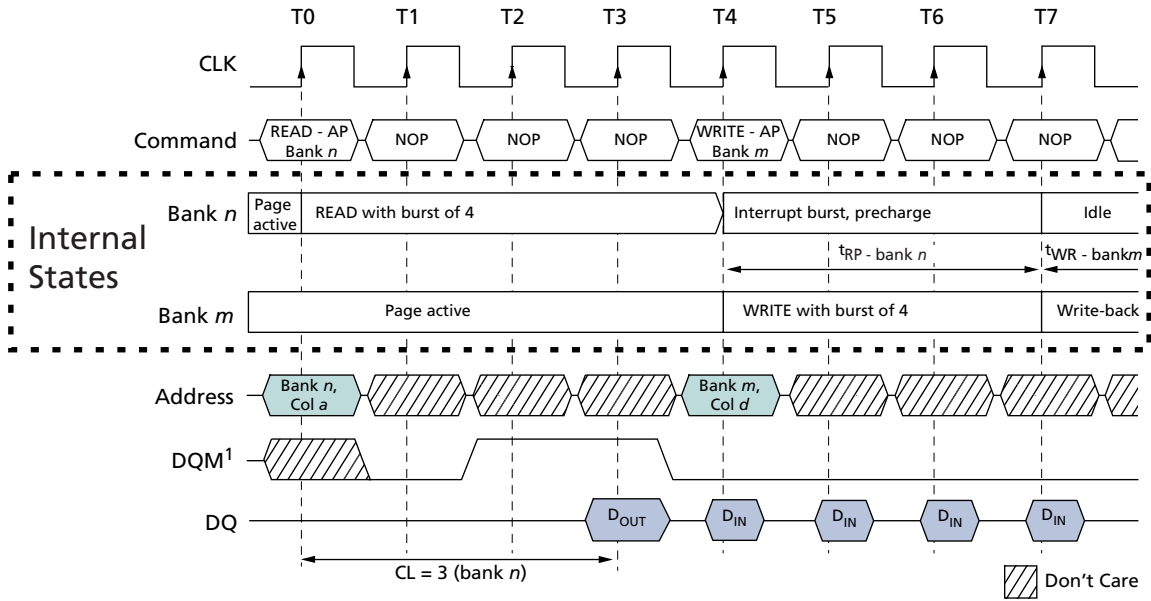 T0 T1 T2 T3 T4 T5 T6 T7
CLK
Command READ - AP Bank n NOP NOP NOP WRITE - AP Bank m NOP NOP NOP
Internal States
Bank n Page active READ with burst of 4 Interrupt burst, precharge Idle
tRP - bank n tWR - bankm
Bank m Page active WRITE with burst of 4 Write-back
Address Bank n, Col a Bank m, Col d
DQM1
DQ DOUT DIN DIN DIN DIN
CL = 3 (bank n)
Don't Care